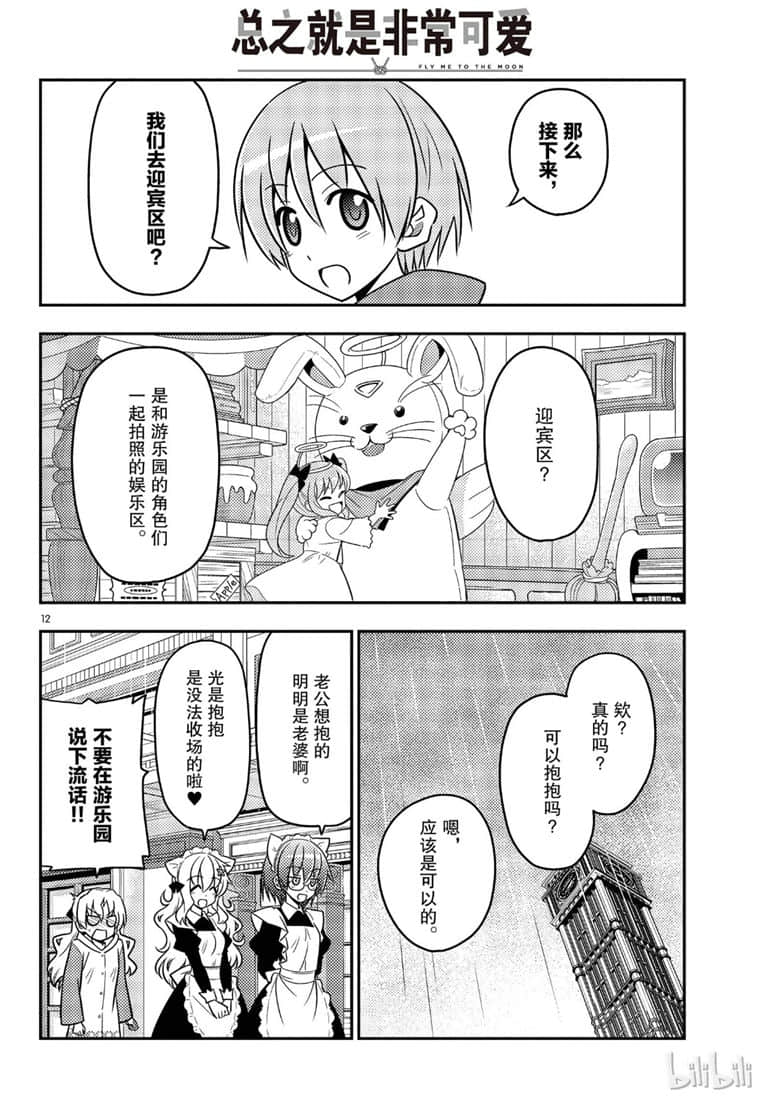 总之就是非常可爱
FLY ME TO THE MOON
那么
接下来，
我们去迎宾区吧？
迎宾区？
是和游乐园的角色们
一起拍照的娱乐区。
Apple
12
欸？
真的吗？
可以抱抱吗？
嗯，
应该是可以的。
老公想抱的
明明是老婆啊。
光是抱抱
是没法收场的啦♥
不要在游乐园
说下流话!!
bilibili